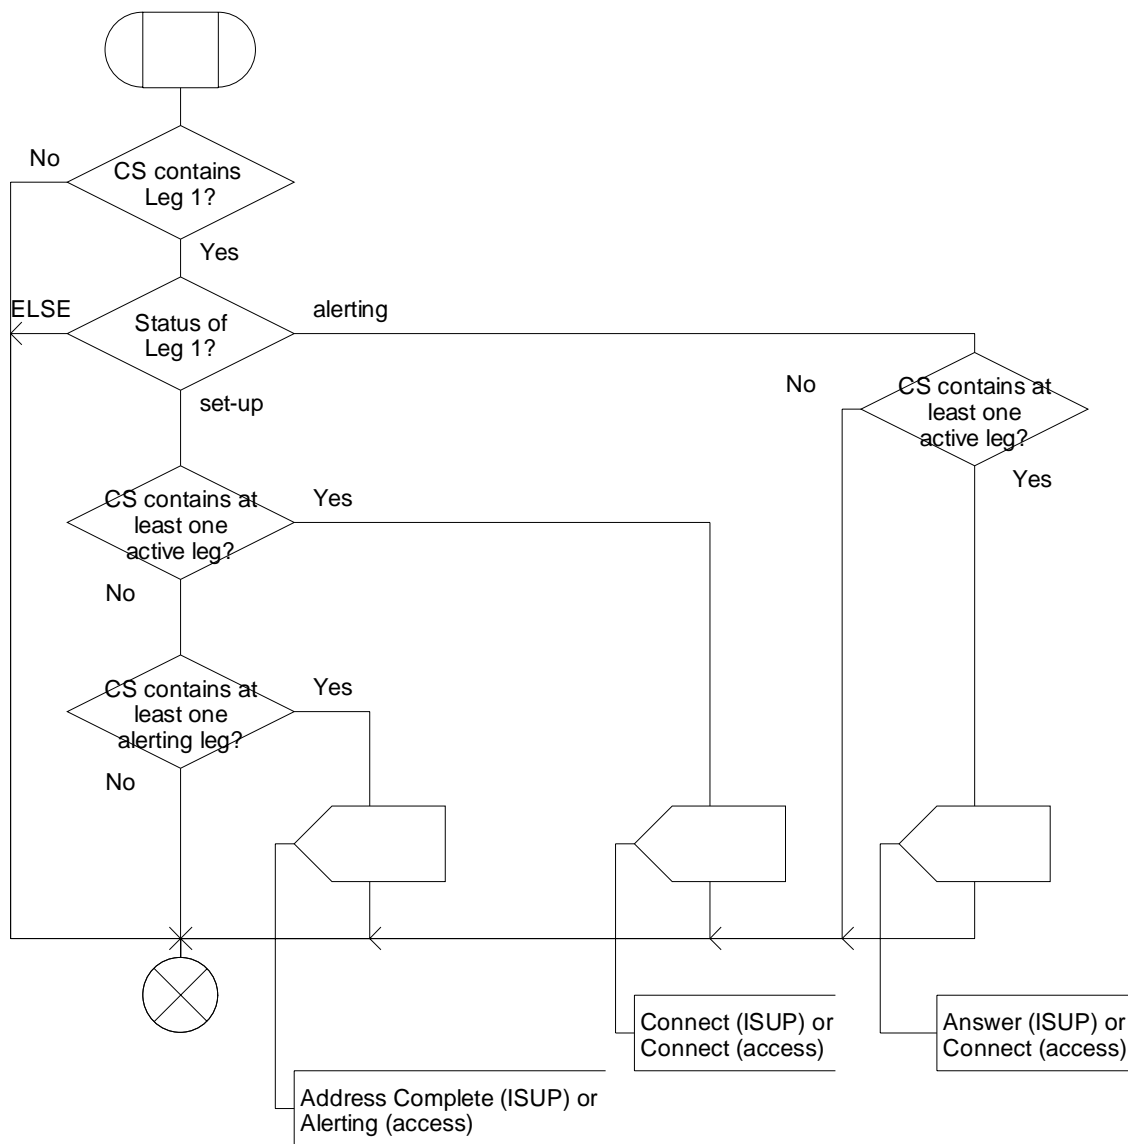 No
CS contains
Leg 1?
Yes
ELSE
Status of
Leg 1?
alerting
set-up
No
CS contains at
least one
active leg?
Yes
CS contains at
least one
active leg?
Yes
No
CS contains at
least one
alerting leg?
Yes
No
Connect (ISUP) or
Connect (access)
Answer (ISUP) or
Connect (access)
Address Complete (ISUP) or
Alerting (access)